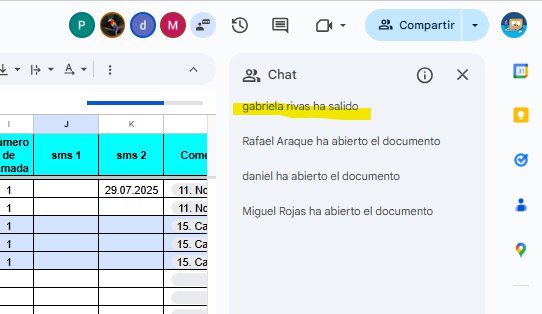 P
d
M
Compartir
Chat
gabriela rivas ha salido
Rafael Araque ha abierto el documento
daniel ha abierto el documento
Miguel Rojas ha abierto el documento
A
I
J
K
úmero
de
amada
sms 1
sms 2
Come
1
29.07.2025
11. No
1
11. No
1
15. Ca
1
15. Ca
1
15. Ca
31